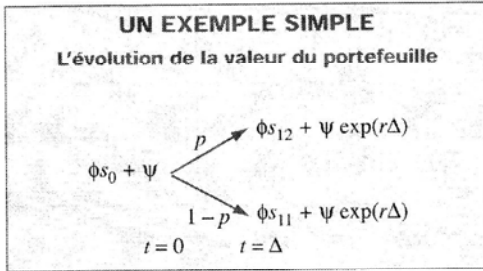 UN EXEMPLE SIMPLE
L'évolution de la valeur du portefeuille
p
ϕs₁₂ + ψ exp(rΔ)
ϕs₀ + ψ
1 – p
ϕs₁₁ + ψ exp(rΔ)
t = 0 t = Δ